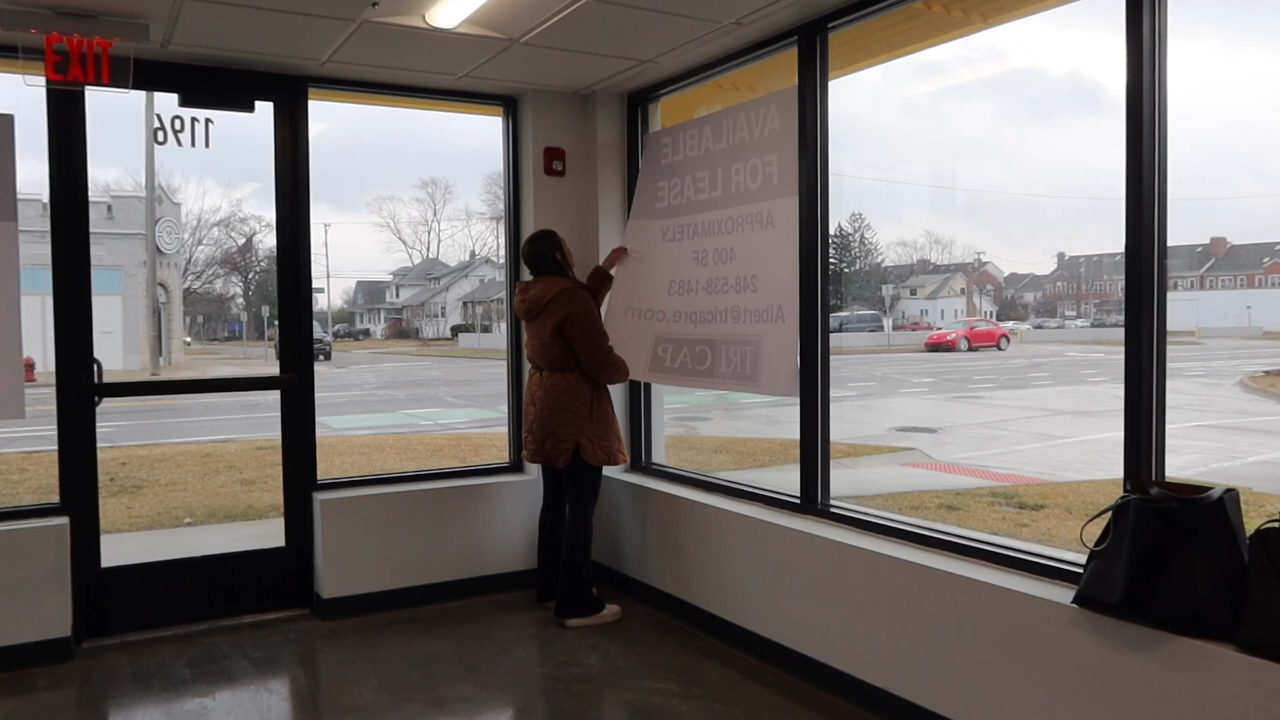 EXIT
1196
AVAILABLE
FOR LEASE
APPROXIMATELY
400 SF
248-538-1483
Albert@tricapre.com
TRI CAP